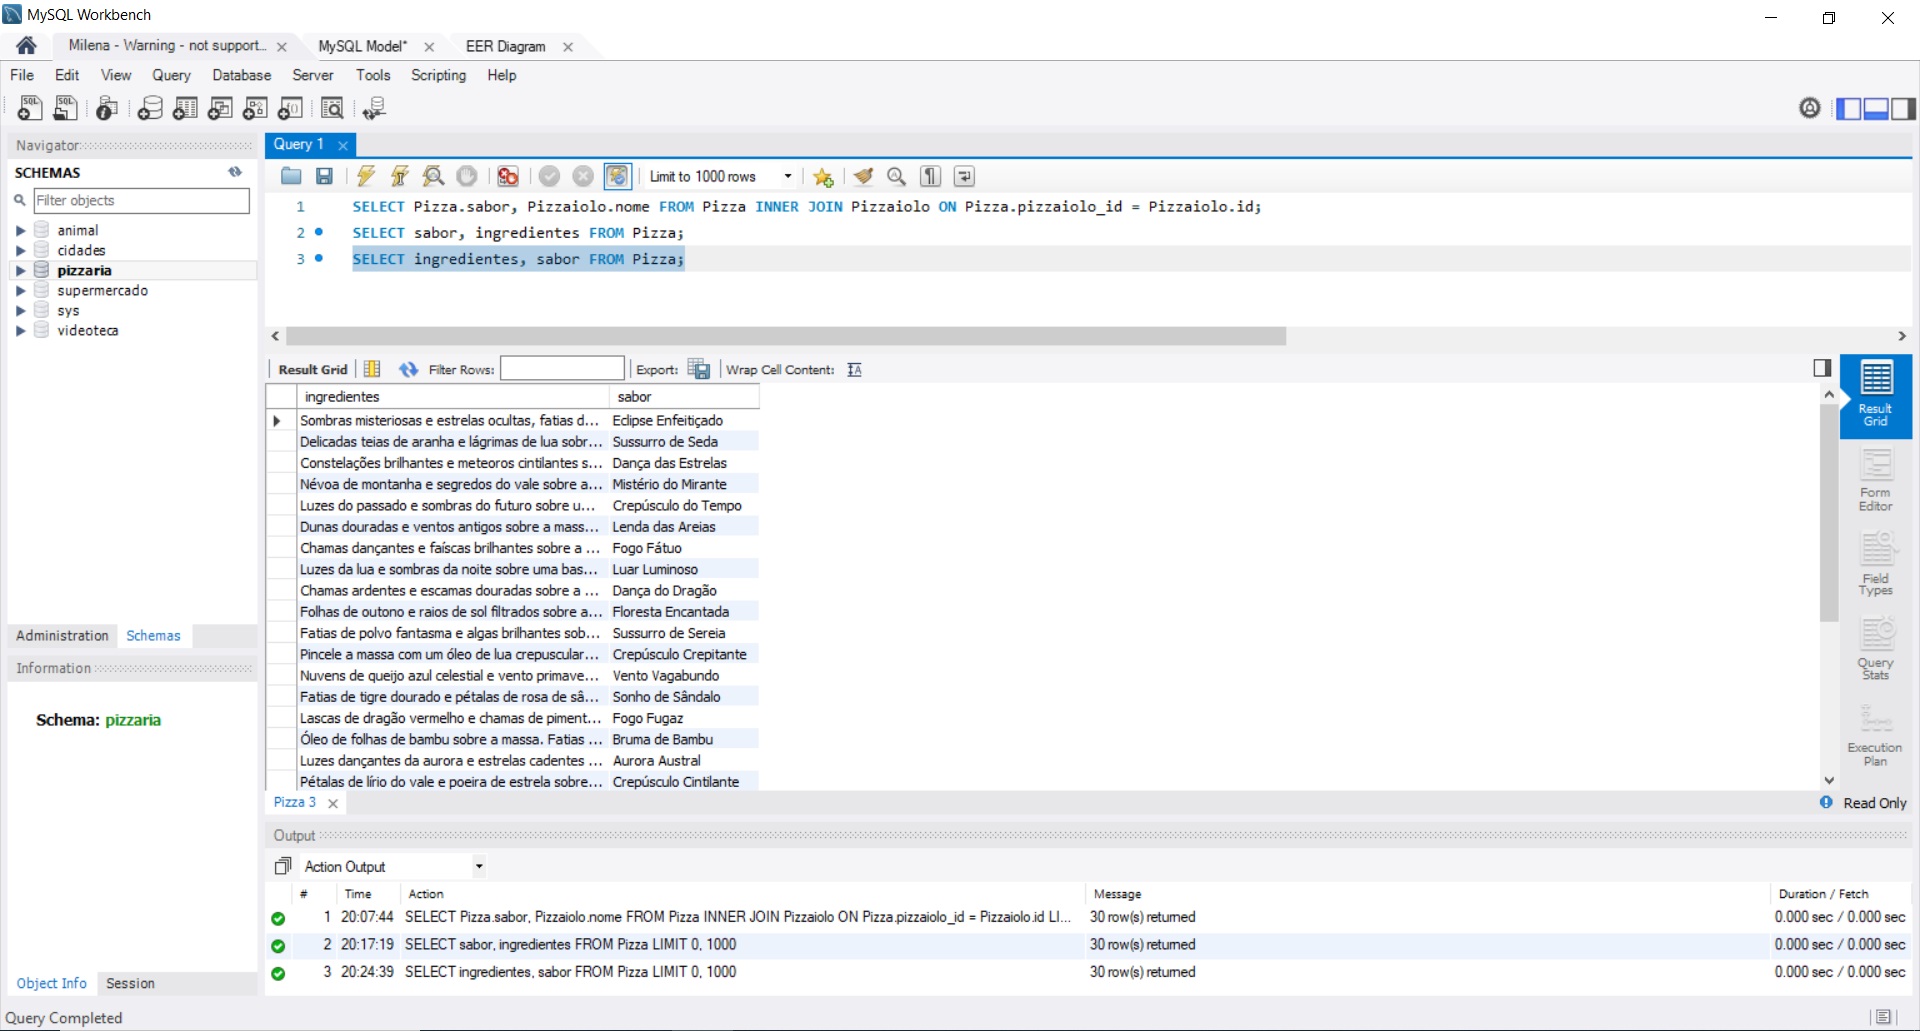 MySQL Workbench
Milena - Warning - not support...
MySQL Model*
EER Diagram
File Edit View Query Database Server Tools Scripting Help
Navigator
Query 1
SCHEMAS
Filter objects
animal
cidades
pizzaria
supermercado
sys
videoteca
Limit to 1000 rows
1 SELECT Pizza.sabor, Pizzaiolo.nome FROM Pizza INNER JOIN Pizzaiolo ON Pizza.pizzaiolo_id = Pizzaiolo.id;
2 SELECT sabor, ingredientes FROM Pizza;
3 SELECT ingredientes, sabor FROM Pizza;
Result Grid Filter Rows: Export: Wrap Cell Content:
ingredientes sabor
Sombras misteriosas e estrelas ocultas, fatias d... Eclipse Enfeitiçado
Delicadas teias de aranha e lágrimas de lua sobr... Sussurro de Seda
Constelações brilhantes e meteoros cintilantes s... Dança das Estrelas
Névoa de montanha e segredos do vale sobre a... Mistério do Mirante
Luzes do passado e sombras do futuro sobre u... Crepúsculo do Tempo
Dunas douradas e ventos antigos sobre a mass... Lenda das Areias
Chamas dançantes e faíscas brilhantes sobre a ... Fogo Fátuo
Luzes da lua e sombras da noite sobre uma bas... Luar Luminoso
Chamas ardentes e escamas douradas sobre a ... Dança do Dragão
Folhas de outono e raios de sol filtrados sobre a... Floresta Encantada
Fatias de polvo fantasma e algas brilhantes sob... Sussurro de Sereia
Pincele a massa com um óleo de lua crepuscular... Crepúsculo Crepitante
Nuvens de queijo azul celestial e vento primave... Vento Vagabundo
Fatias de tigre dourado e pétalas de rosa de sâ... Sonho de Sândalo
Lascas de dragão vermelho e chamas de piment... Fogo Fugaz
Óleo de folhas de bambu sobre a massa. Fatias ... Bruma de Bambu
Luzes dançantes da aurora e estrelas cadentes ... Aurora Austral
Pétalas de lírio do vale e poeira de estrela sobre... Crepúsculo Cintilante
Result
Grid
Form
Editor
Field
Types
Query
Stats
Execution
Plan
Administration Schemas
Information
Schema: pizzaria
Object Info Session
Pizza 3
Read Only
Output
Action Output
# Time Action Message Duration / Fetch
1 20:07:44 SELECT Pizza.sabor, Pizzaiolo.nome FROM Pizza INNER JOIN Pizzaiolo ON Pizza.pizzaiolo_id = Pizzaiolo.id LI... 30 row(s) returned 0.000 sec / 0.000 sec
2 20:17:19 SELECT sabor, ingredientes FROM Pizza LIMIT 0, 1000 30 row(s) returned 0.000 sec / 0.000 sec
3 20:24:39 SELECT ingredientes, sabor FROM Pizza LIMIT 0, 1000 30 row(s) returned 0.000 sec / 0.000 sec
Query Completed